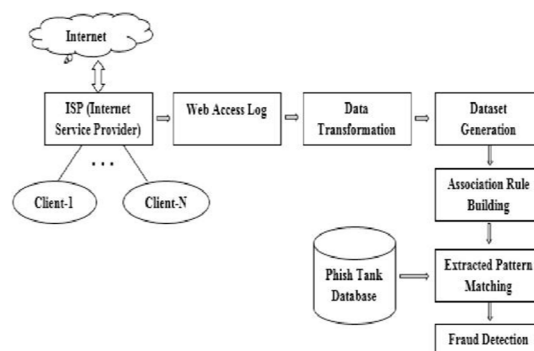 Internet
ISP (Internet
Service Provider)
Web Access Log
Data
Transformation
Dataset
Generation
...
Client-1
Client-N
Association Rule
Building
Phish Tank
Database
Extracted Pattern
Matching
Fraud Detection